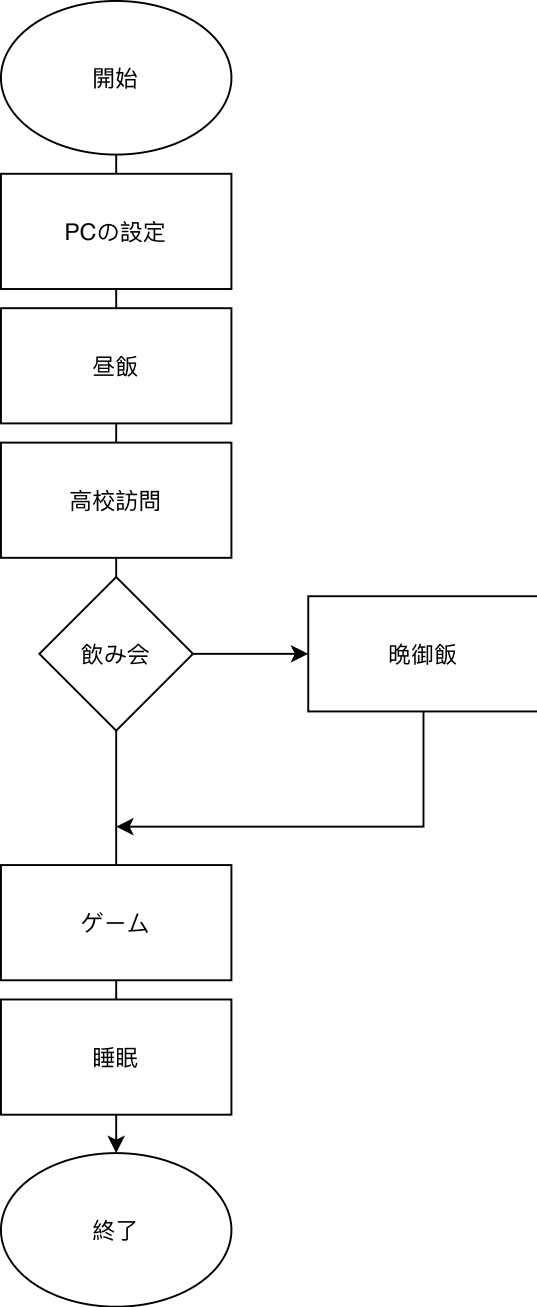 開始
PCの設定
昼飯
高校訪問
飲み会
晩御飯
ゲーム
睡眠
終了